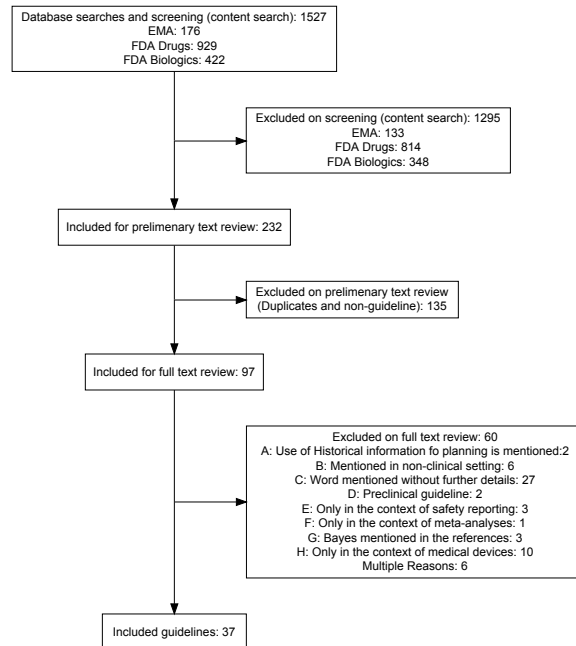 Database searches and screening (content search): 1527
EMA: 176
FDA Drugs: 929
FDA Biologics: 422
Excluded on screening (content search): 1295
EMA: 133
FDA Drugs: 814
FDA Biologics: 348
Included for prelimenary text review: 232
Excluded on prelimenary text review
(Duplicates and non-guideline): 135
Included for full text review: 97
Excluded on full text review: 60
A: Use of Historical information fo planning is mentioned:2
B: Mentioned in non-clinical setting: 6
C: Word mentioned without further details: 27
D: Preclinical guideline: 2
E: Only in the context of safety reporting: 3
F: Only in the context of meta-analyses: 1
G: Bayes mentioned in the references: 3
H: Only in the context of medical devices: 10
Multiple Reasons: 6
Included guidelines: 37